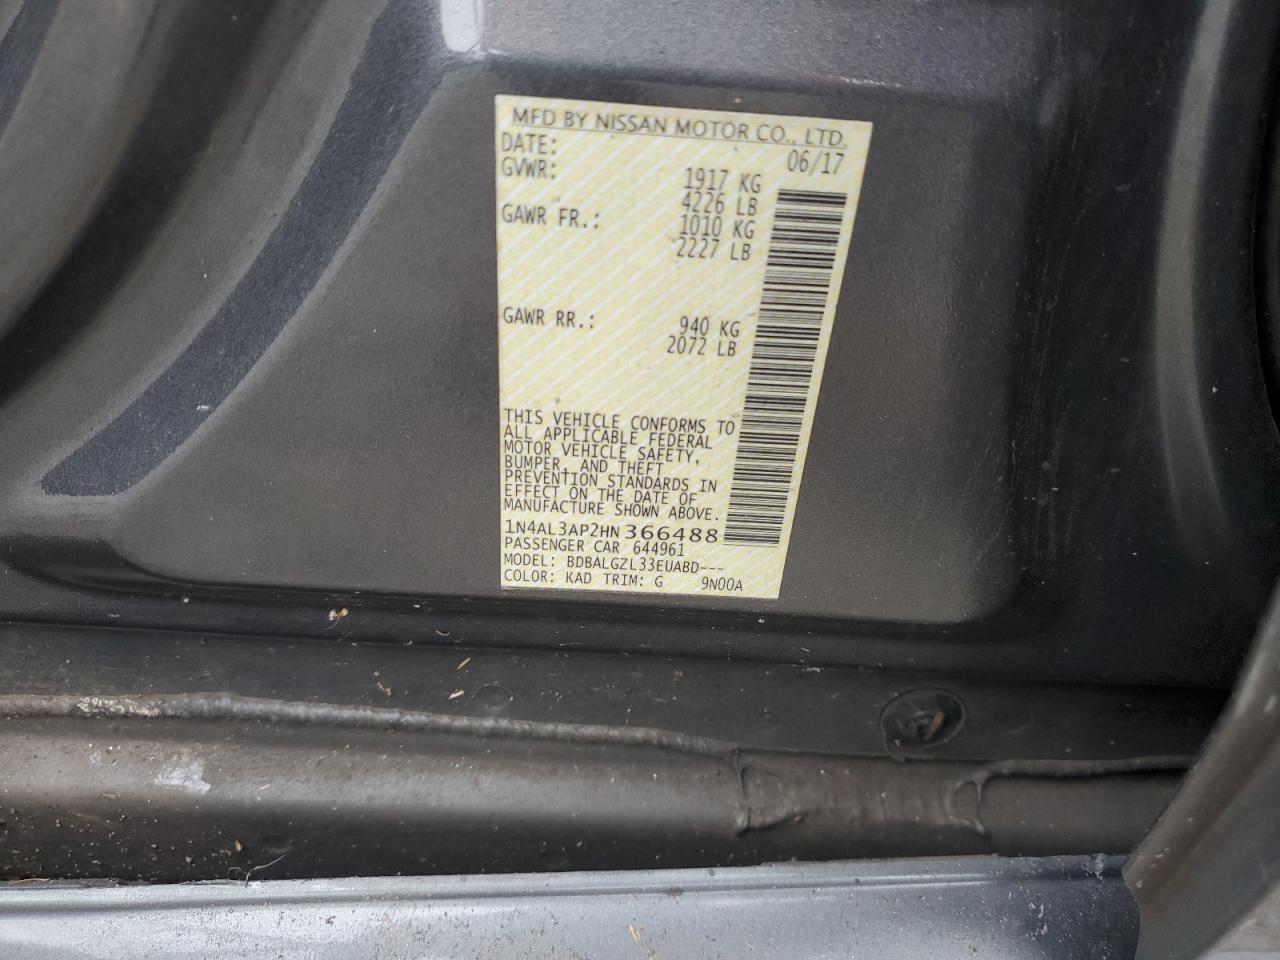 MFD BY NISSAN MOTOR CO., LTD.
DATE: 06/17
GVWR: 1917 KG
4226 LB
GAWR FR.: 1010 KG
2227 LB
GAWR RR.: 940 KG
2072 LB
THIS VEHICLE CONFORMS TO
ALL APPLICABLE FEDERAL
MOTOR VEHICLE SAFETY,
BUMPER, AND THEFT
PREVENTION STANDARDS IN
EFFECT ON THE DATE OF
MANUFACTURE SHOWN ABOVE.
1N4AL3AP2HN366488
PASSENGER CAR 644961
MODEL: BDBALGZL33EUABD---
COLOR: KAD TRIM: G 9N00A